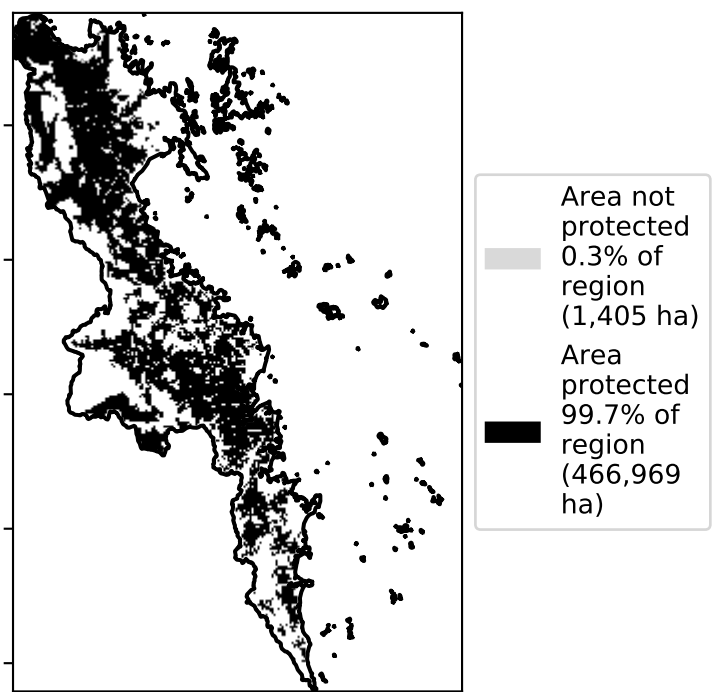 Area not
protected
0.3% of
region
(1,405 ha)
Area
protected
99.7% of
region
(466,969
ha)